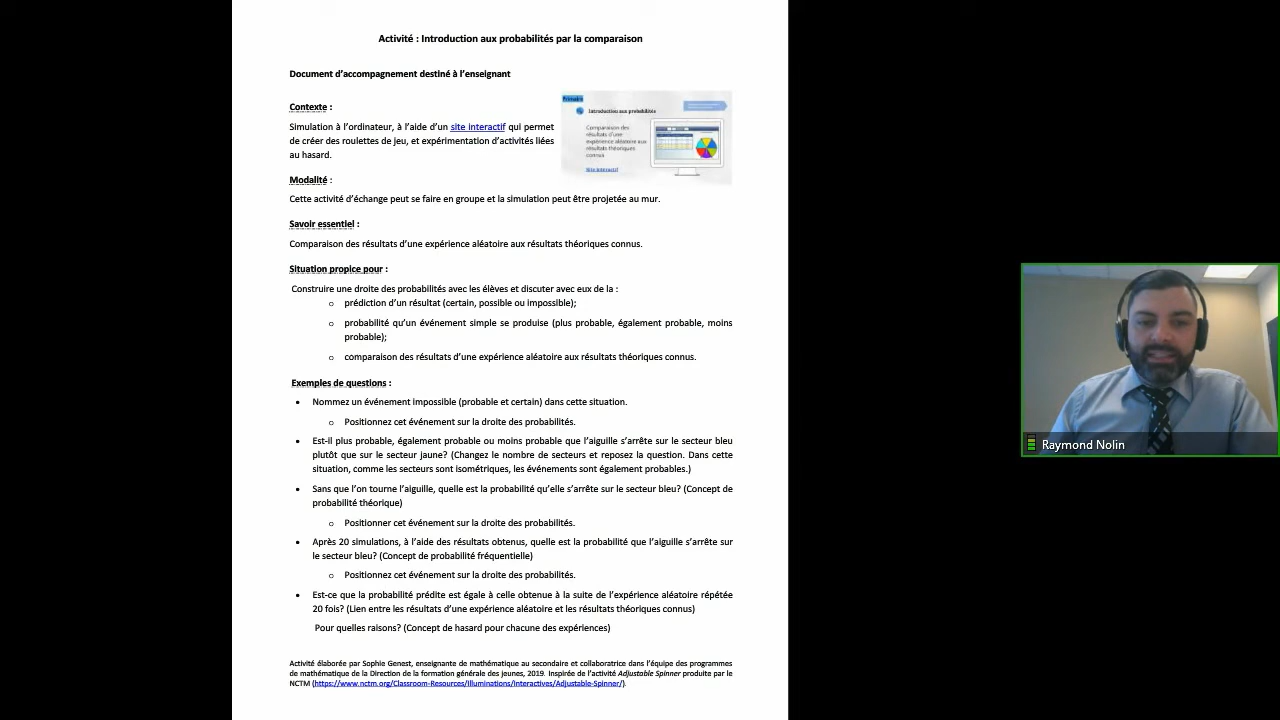 Activité : Introduction aux probabilités par la comparaison
Document d'accompagnement destiné à l'enseignant
Contexte :
Simulation à l'ordinateur, à l'aide d'un site interactif qui permet
de créer des roulettes de jeu, et expérimentation d'activités liées
au hasard.
Primaire
Introduction aux probabilités
Comparaison des
résultats d'une
expérience aléatoire aux
résultats théoriques
connus
Site interactif
Modalité :
Cette activité d'échange peut se faire en groupe et la simulation peut être projetée au mur.
Savoir essentiel :
Comparaison des résultats d'une expérience aléatoire aux résultats théoriques connus.
Situation propice pour :
Construire une droite des probabilités avec les élèves et discuter avec eux de la :
o prédiction d'un résultat (certain, possible ou impossible);
o probabilité qu'un événement simple se produise (plus probable, également probable, moins
probable);
o comparaison des résultats d'une expérience aléatoire aux résultats théoriques connus.
Exemples de questions :
• Nommez un événement impossible (probable et certain) dans cette situation.
o Positionnez cet événement sur la droite des probabilités.
• Est-il plus probable, également probable ou moins probable que l'aiguille s'arrête sur le secteur bleu
plutôt que sur le secteur jaune? (Changez le nombre de secteurs et reposez la question. Dans cette
situation, comme les secteurs sont isométriques, les événements sont également probables.)
• Sans que l'on tourne l'aiguille, quelle est la probabilité qu'elle s'arrête sur le secteur bleu? (Concept de
probabilité théorique)
o Positionner cet événement sur la droite des probabilités.
• Après 20 simulations, à l'aide des résultats obtenus, quelle est la probabilité que l'aiguille s'arrête sur
le secteur bleu? (Concept de probabilité fréquentielle)
o Positionnez cet événement sur la droite des probabilités.
• Est-ce que la probabilité prédite est égale à celle obtenue à la suite de l'expérience aléatoire répétée
20 fois? (Lien entre les résultats d'une expérience aléatoire et les résultats théoriques connus)
Pour quelles raisons? (Concept de hasard pour chacune des expériences)
Activité élaborée par Sophie Genest, enseignante de mathématique au secondaire et collaboratrice dans l'équipe des programmes
de mathématique de la Direction de la formation générale des jeunes, 2019. Inspirée de l'activité Adjustable Spinner produite par le
NCTM (https://www.nctm.org/Classroom-Resources/Illuminations/Interactives/Adjustable-Spinner/).
Raymond Nolin